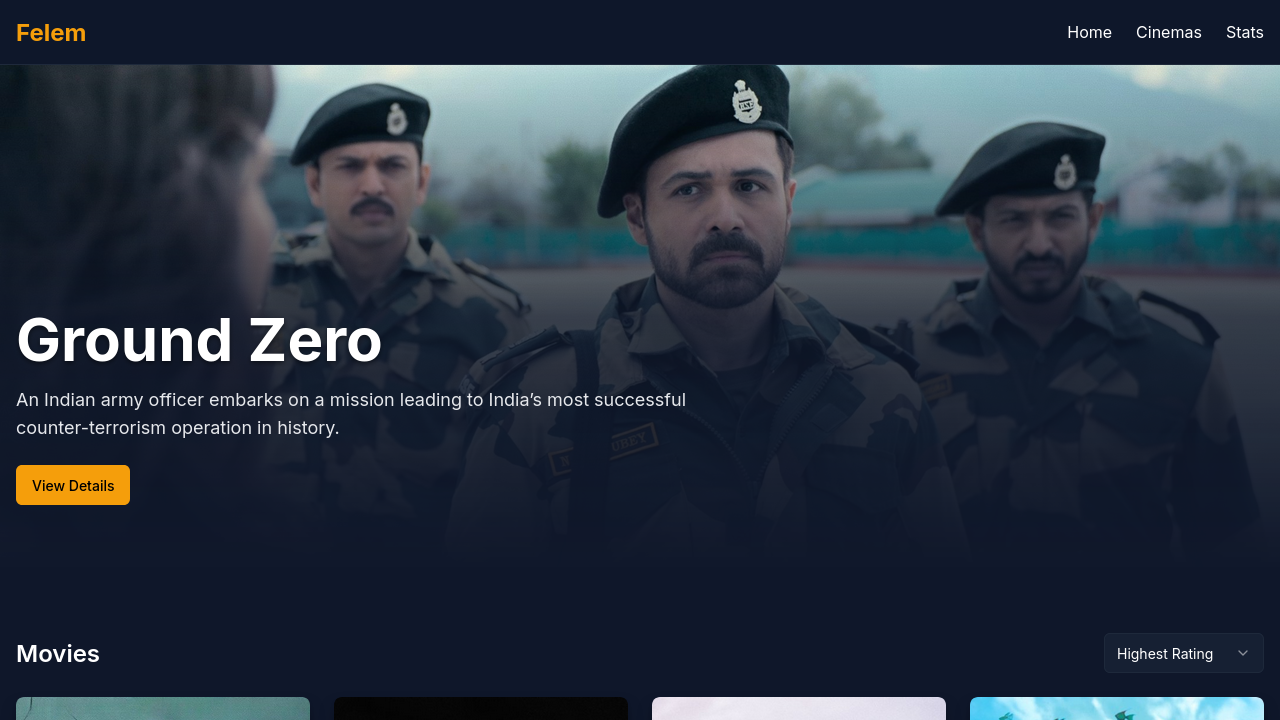 Felem
Home
Cinemas
Stats
Ground Zero
An Indian army officer embarks on a mission leading to India’s most successful
counter-terrorism operation in history.
View Details
Movies
Highest Rating